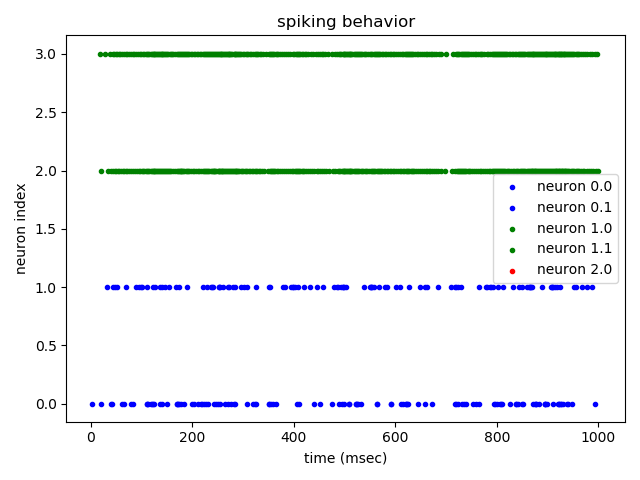 spiking behavior
3.0
2.5
2.0
1.5
1.0
0.5
0.0
neuron index
neuron 0.0
neuron 0.1
neuron 1.0
neuron 1.1
neuron 2.0
0 200 400 600 800 1000
time (msec)